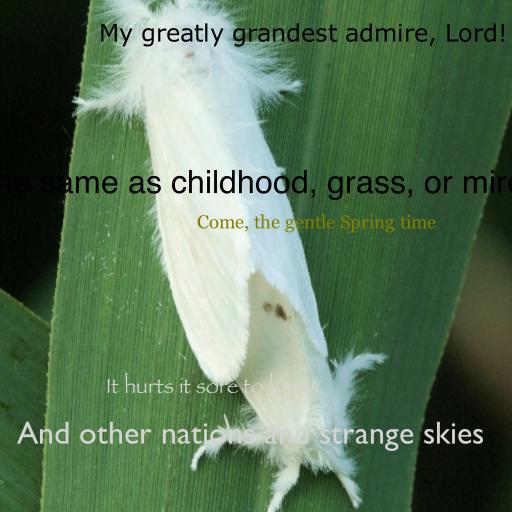 My greatly grandest admire, Lord!
same as childhood, grass, or
Come, the gentle Spring time
It hurts it sore to
And other nations and strange skies